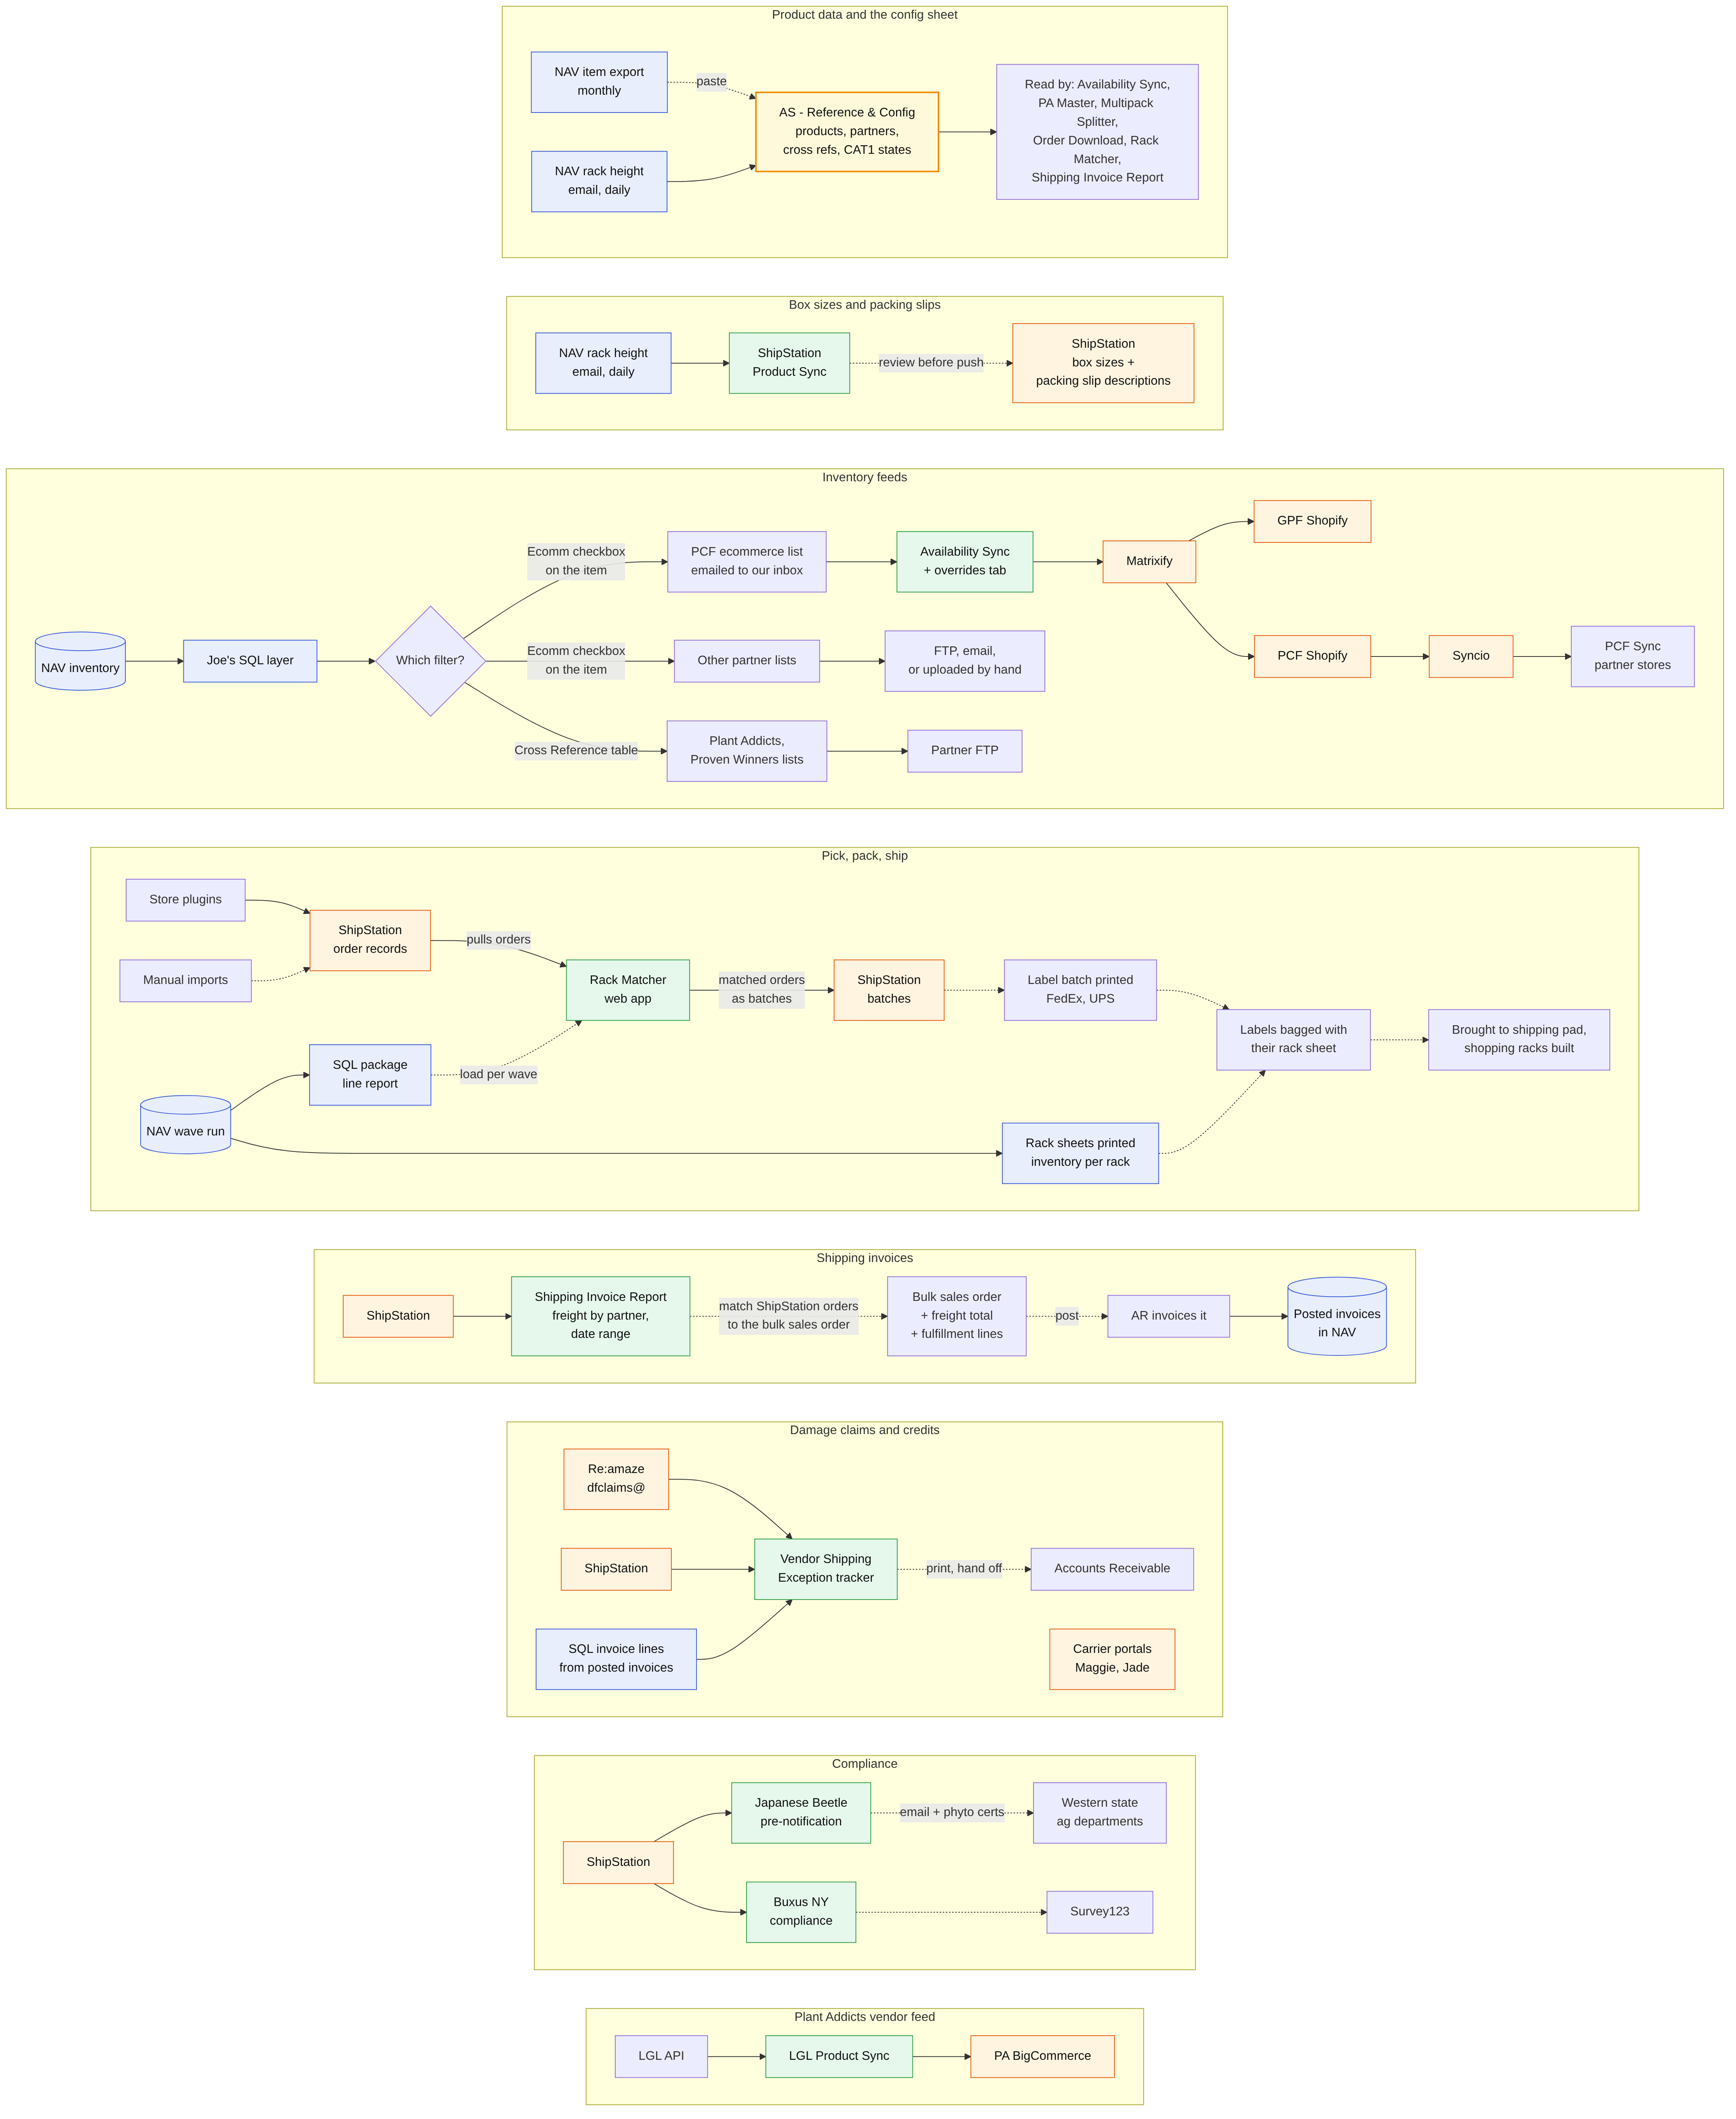 Product data and the config sheet
NAV item export
monthly
paste
NAV rack height
email, daily
AS - Reference & Config
products, partners,
cross refs, CAT1 states
Read by: Availability Sync,
PA Master, Multipack
Splitter,
Order Download, Rack
Matcher,
Shipping Invoice Report
Box sizes and packing slips
NAV rack height
email, daily
ShipStation
Product Sync
review before push
ShipStation
box sizes +
packing slip descriptions
Inventory feeds
NAV inventory
Joe's SQL layer
Which filter?
Ecomm checkbox
on the item
PCF ecommerce list
emailed to our inbox
Availability Sync
+ overrides tab
Matrixify
GPF Shopify
PCF Shopify
Syncio
PCF Sync
partner stores
Ecomm checkbox
on the item
Other partner lists
FTP, email,
or uploaded by hand
Cross Reference table
Plant Addicts,
Proven Winners lists
Partner FTP
Pick, pack, ship
Store plugins
Manual imports
ShipStation
order records
pulls orders
NAV wave run
SQL package
line report
load per wave
Rack Matcher
web app
matched orders
as batches
ShipStation
batches
Label batch printed
FedEx, UPS
Rack sheets printed
inventory per rack
Labels bagged with
their rack sheet
Brought to shipping pad,
shopping racks built
Shipping invoices
ShipStation
Shipping Invoice Report
freight by partner,
date range
match ShipStation orders
to the bulk sales order
Bulk sales order
+ freight total
+ fulfillment lines
post
AR invoices it
Posted invoices
in NAV
Damage claims and credits
Re:amaze
dfclaims@
ShipStation
SQL invoice lines
from posted invoices
Vendor Shipping
Exception tracker
print, hand off
Accounts Receivable
Carrier portals
Maggie, Jade
Compliance
ShipStation
Japanese Beetle
pre-notification
email + phyto certs
Western state
ag departments
Buxus NY
compliance
Survey123
Plant Addicts vendor feed
LGL API
LGL Product Sync
PA BigCommerce